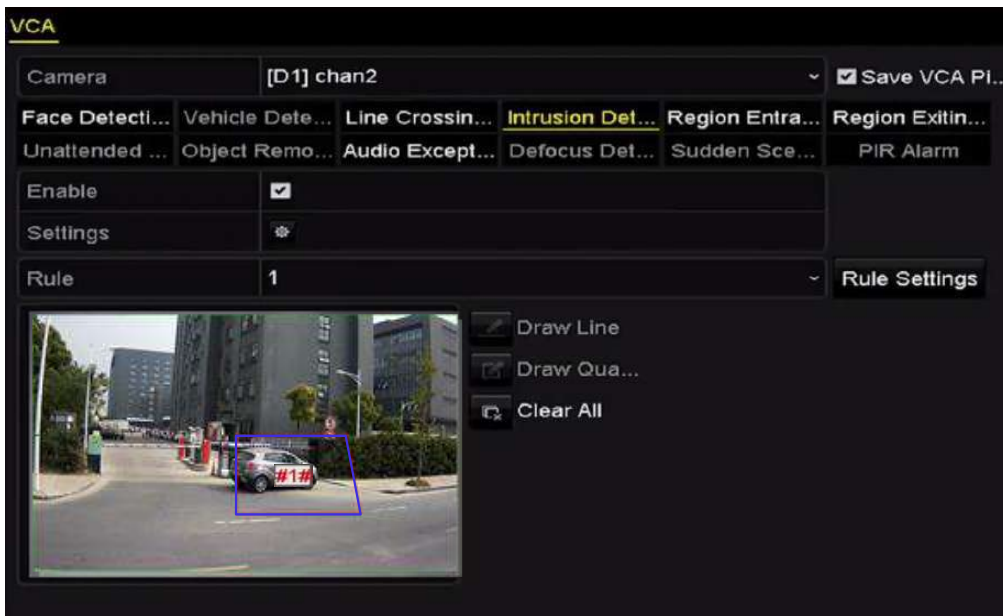 VCA
Camera [D1] chan2 Save VCA Pi...
Face Detecti... Vehicle Dete... Line Crossin... Intrusion Det... Region Entra... Region Exitin...
Unattended ... Object Remo... Audio Except... Defocus Det... Sudden Sce... PIR Alarm
Enable
Settings
Rule 1 Rule Settings
Draw Line
Draw Qua...
Clear All
#1#